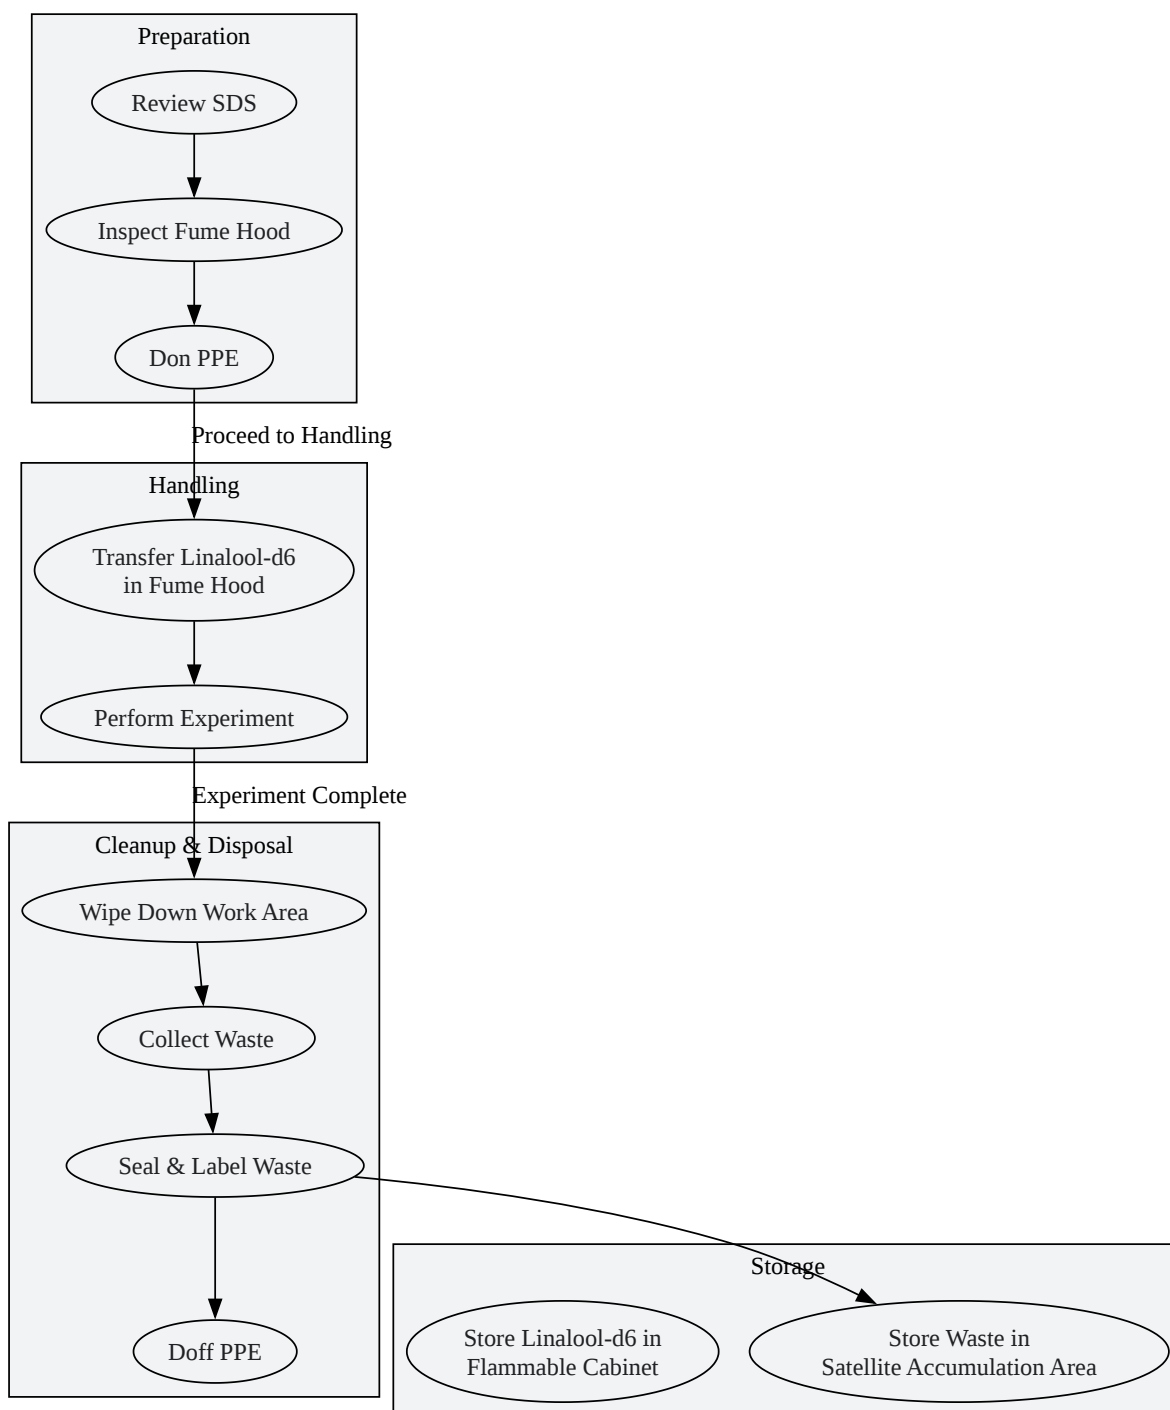 Preparation
Review SDS
Inspect Fume Hood
Don PPE
Proceed to Handling
Handling
Transfer Linalool-d6
in Fume Hood
Perform Experiment
Experiment Complete
Cleanup & Disposal
Wipe Down Work Area
Collect Waste
Seal & Label Waste
Doff PPE
Storage
Store Linalool-d6 in
Flammable Cabinet
Store Waste in
Satellite Accumulation Area